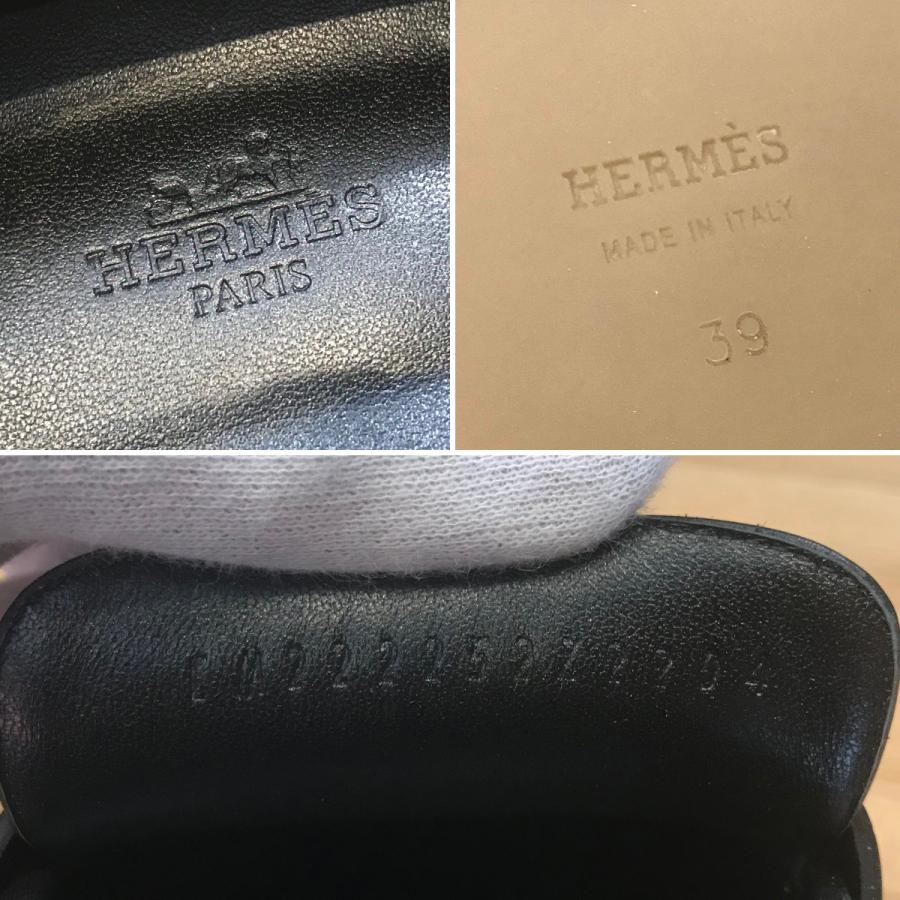 HERMES
PARIS
HERMÈS
MADE IN ITALY
39